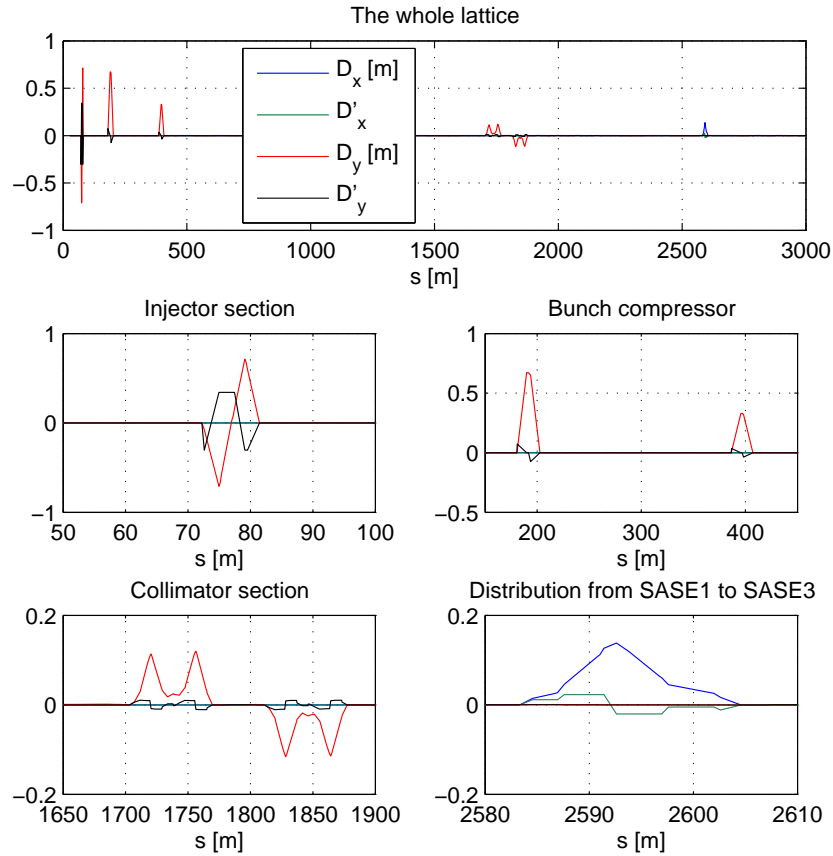 The whole lattice
1
0.5
0
−0.5
−1
D_x [m]
D'_x
D_y [m]
D'_y
0 500 1000 1500 2000 2500 3000
s [m]
Injector section
1
0
−1
50 60 70 80 90 100
s [m]
Bunch compressor
1
0.5
0
−0.5
200 300 400
s [m]
Collimator section
0.2
0
−0.2
1650 1700 1750 1800 1850 1900
s [m]
Distribution from SASE1 to SASE3
0.2
0
−0.2
2580 2590 2600 2610
s [m]